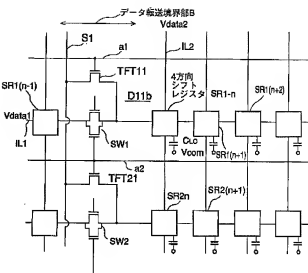 データ転送境界部B
Vdata2
S1
a1
IL2
SR1(n-1)
TFT11
4方向
シフト
レジスタ
SR1(n+2)
D11b
SR1-n
Vdata1
IL1
SW1
CLC
Vcom
SR1(n+1)
a2
TFT21
SR2n
SR2(n+1)
SW2